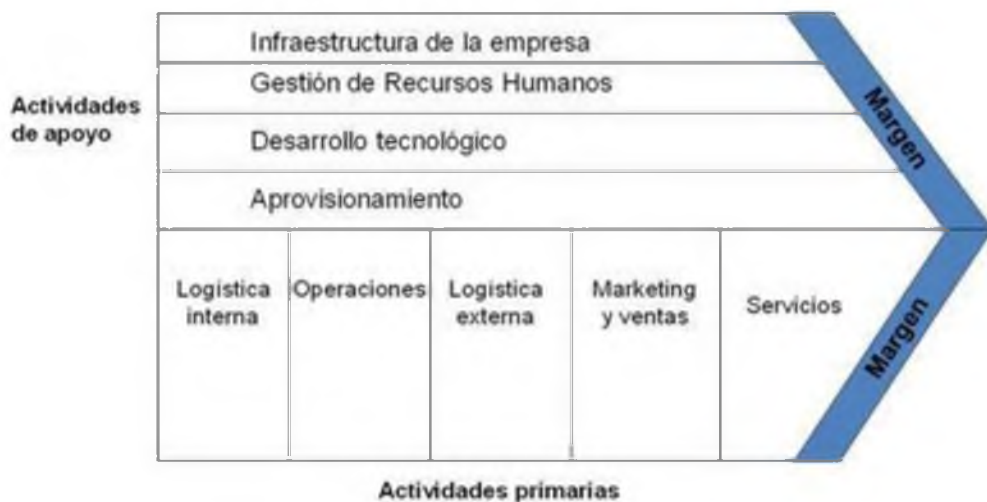 Infraestructura de la empresa
Gestión de Recursos Humanos
Actividades
de apoyo
Desarrollo tecnológico
Aprovisionamiento
Margen
Logística
interna
Operaciones
Logística
externa
Marketing
y ventas
Servicios
Margen
Actividades primarias